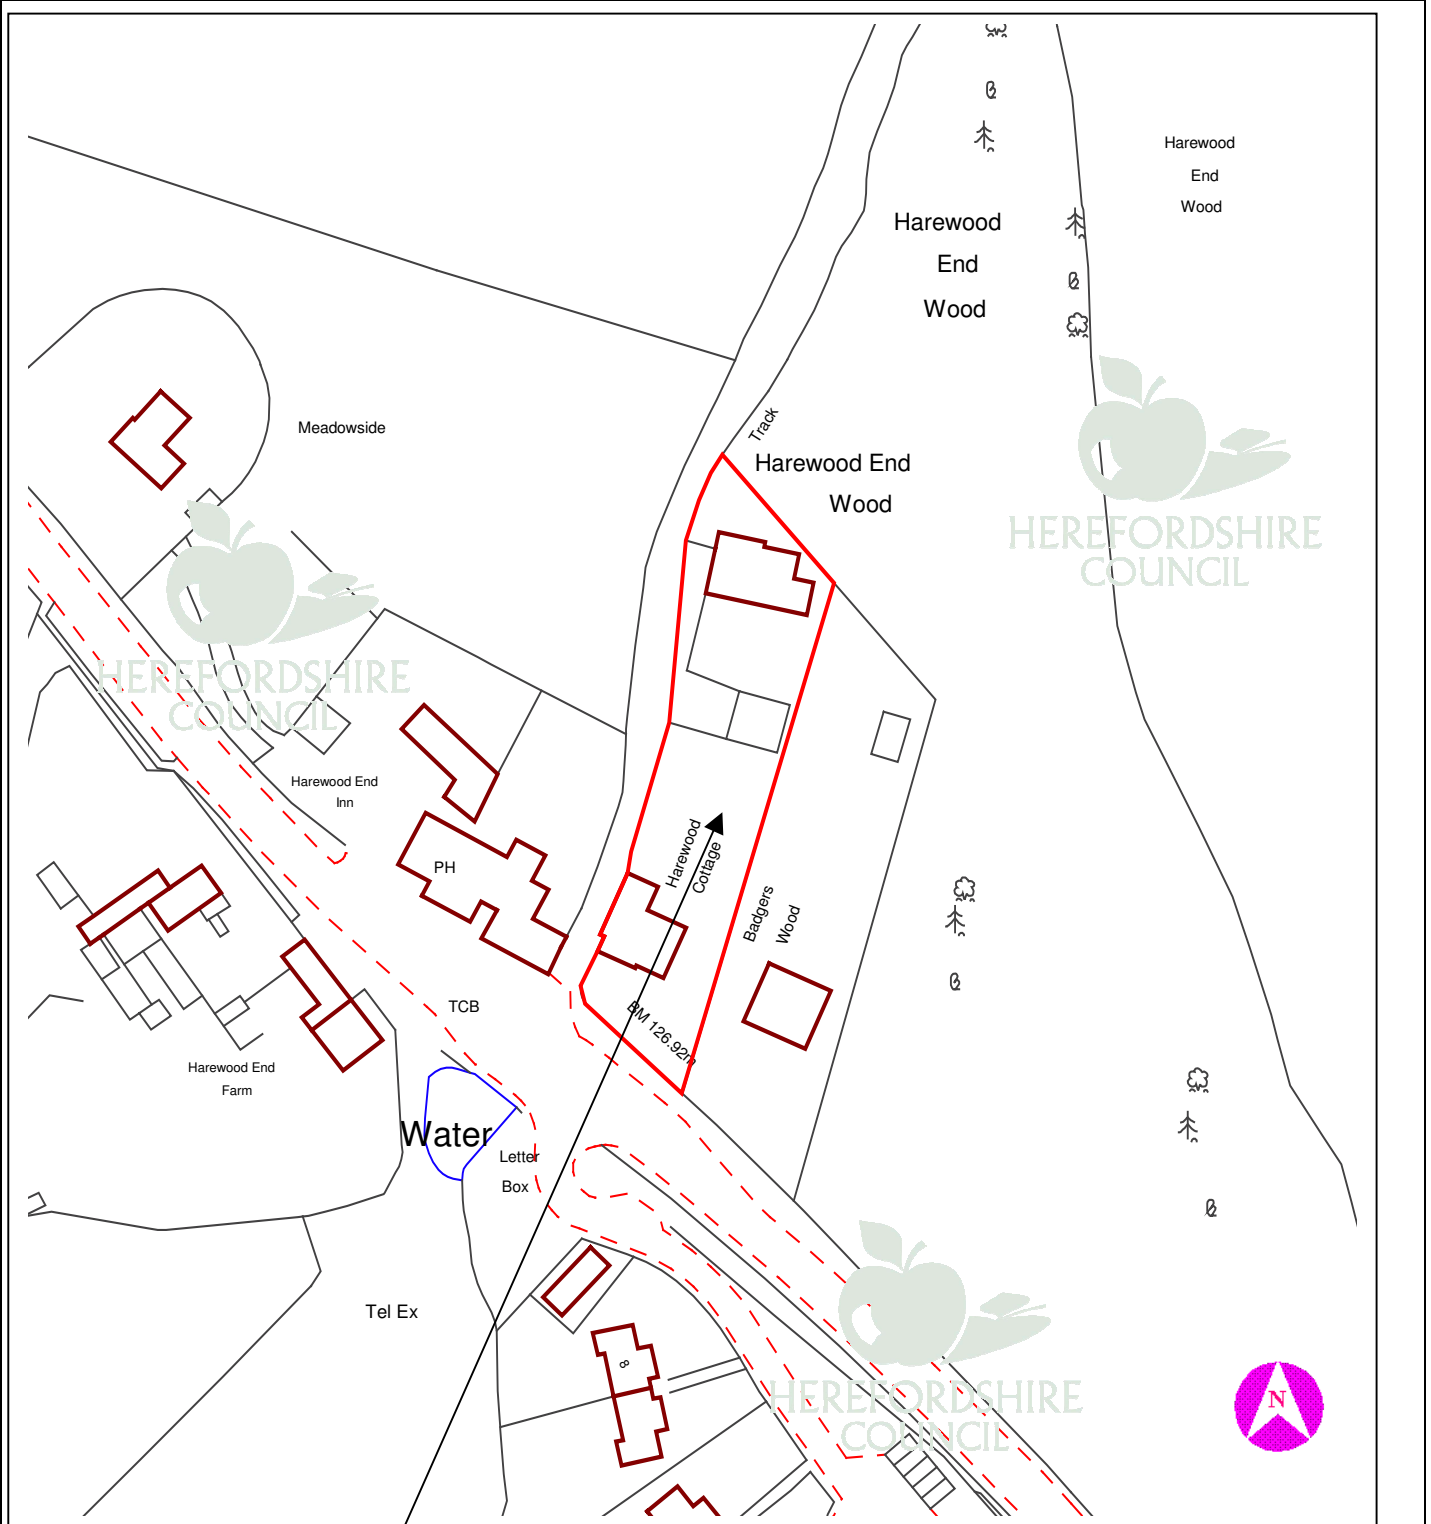 Harewood
End
Wood
Harewood
End
Wood
Track
Meadowside
Harewood End
Wood
HEREFORDSHIRE
COUNCIL
HEREFORDSHIRE
COUNCIL
Harewood End
Inn
PH
Harewood
Cottage
Badgers
Wood
TCB
BM 126.92m
Harewood End
Farm
Water
Letter
Box
Tel Ex
8
HEREFORDSHIRE
COUNCIL
N